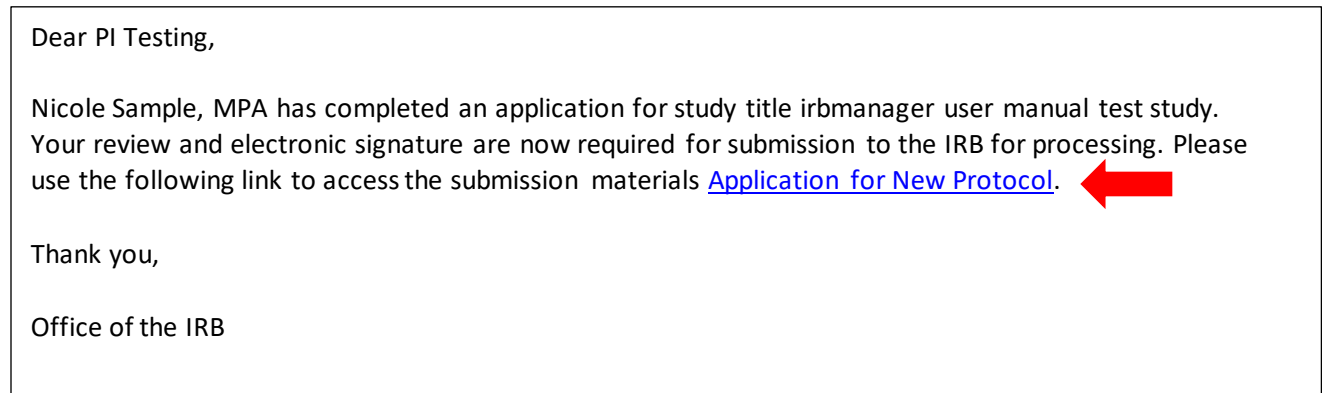 Dear PI Testing,
Nicole Sample, MPA has completed an application for study title irbmanager user manual test study.
Your review and electronic signature are now required for submission to the IRB for processing. Please
use the following link to access the submission materials Application for New Protocol.
Thank you,
Office of the IRB